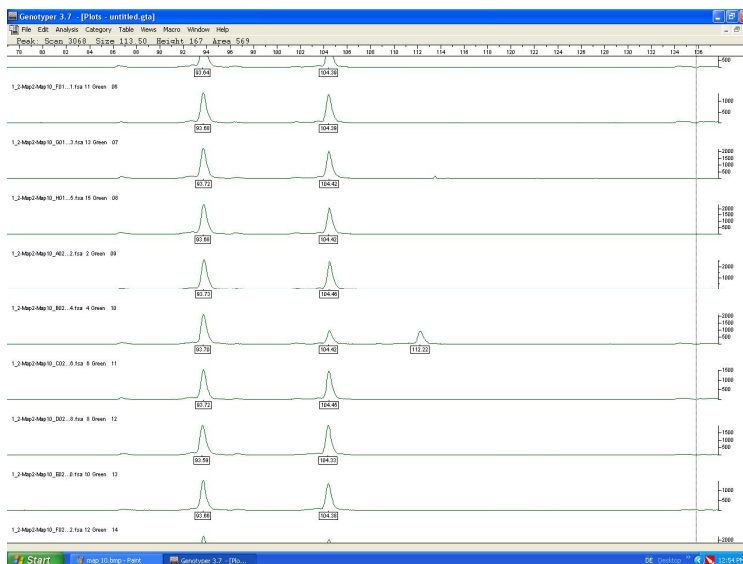 Genotyper 3.7 - [Plots - untitled.gta]
File Edit Analysis Category Table Views Macro Window Help
Peak: Scan 3068 Size 113.50 Height 167 Area 569
78 80 82 84 86 88 90 92 94 96 98 100 102 104 106 108 110 112 114 116 118 120 122 124 126
500
93.64 104.39
1_2-Map2-Map10_F01...1.fsa 11 Green 06
1000
500
93.68 104.39
1_2-Map2-Map10_G01...3.fsa 13 Green 07
2000
1500
1000
500
93.72 104.42
1_2-Map2-Map10_H01...5.fsa 15 Green 08
2000
1500
1000
500
93.68 104.42
1_2-Map2-Map10_A02...2.fsa 2 Green 09
2000
1000
93.73 104.46
1_2-Map2-Map10_B02...4.fsa 4 Green 10
2000
1500
1000
500
93.70 104.42 112.22
1_2-Map2-Map10_C02...6.fsa 6 Green 11
1500
1000
500
93.72 104.46
1_2-Map2-Map10_D02...8.fsa 8 Green 12
1500
1000
500
93.59 104.33
1_2-Map2-Map10_E02...0.fsa 10 Green 13
1000
500
93.66 104.38
1_2-Map2-Map10_F02...2.fsa 12 Green 14
2000
Start map 10.bmp - Paint Genotyper 3.7 - [Plo... DE Desktop 12:54 PM